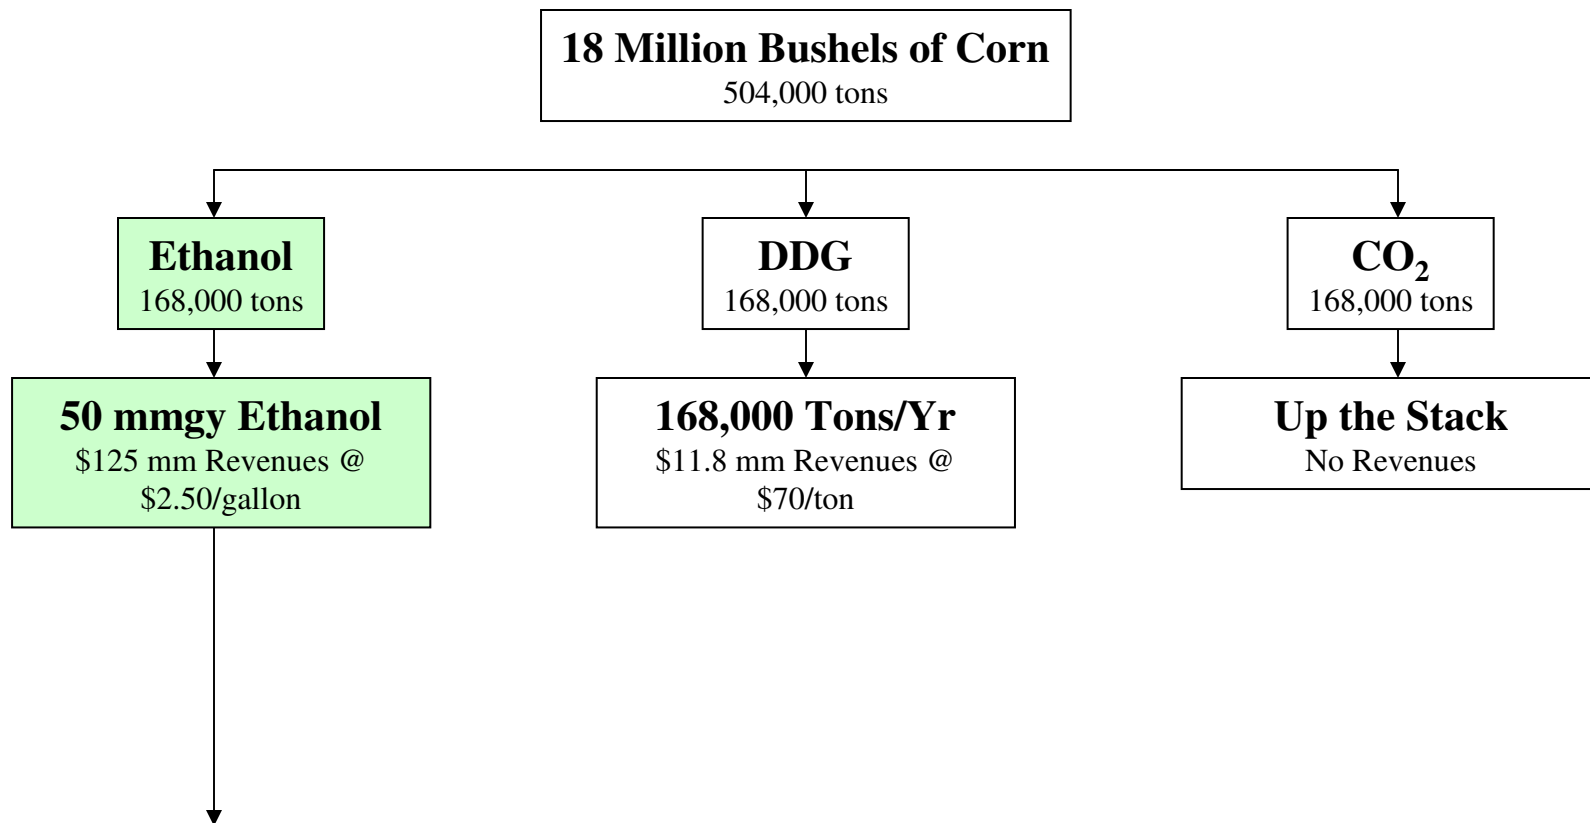 18 Million Bushels of Corn
504,000 tons
Ethanol
168,000 tons
DDG
168,000 tons
CO₂
168,000 tons
50 mmgy Ethanol
$125 mm Revenues @
$2.50/gallon
168,000 Tons/Yr
$11.8 mm Revenues @
$70/ton
Up the Stack
No Revenues